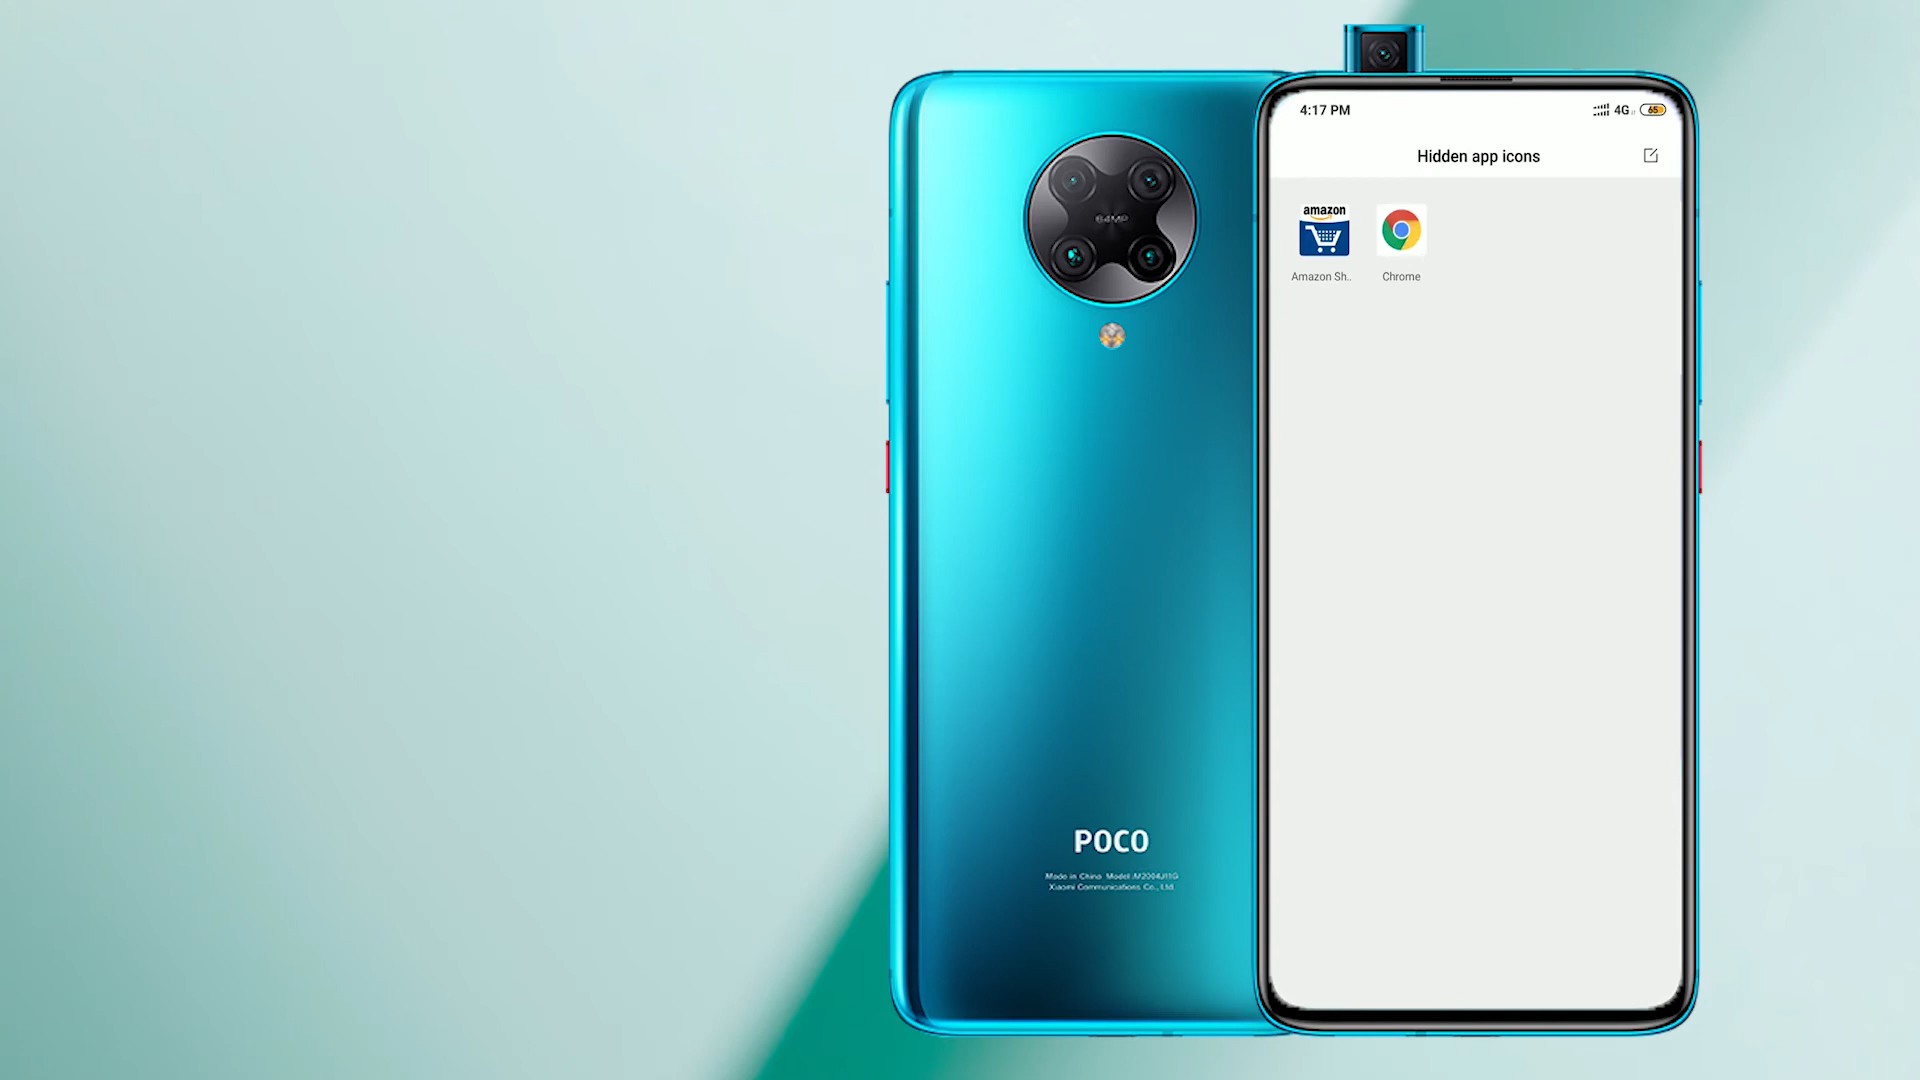 64MP
POCO
Made in China Model:M2004J11G
Xiaomi Communications Co., Ltd.
4:17 PM
4G
65
Hidden app icons
amazon
Amazon Sh..
Chrome